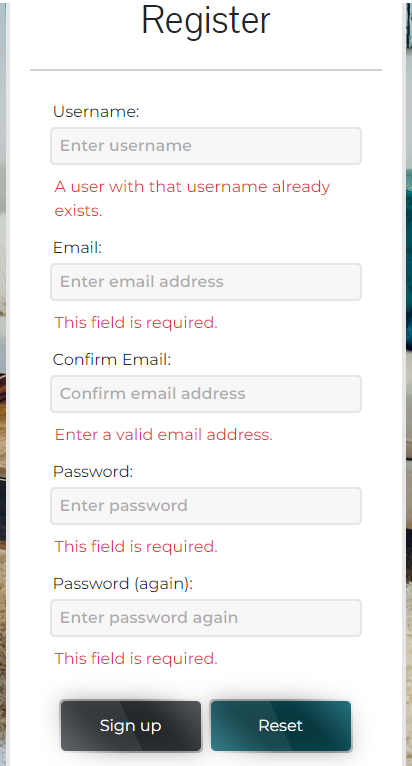 Register
Username:
Enter username
A user with that username already
exists.
Email:
Enter email address
This field is required.
Confirm Email:
Confirm email address
Enter a valid email address.
Password:
Enter password
This field is required.
Password (again):
Enter password again
This field is required.
Sign up
Reset